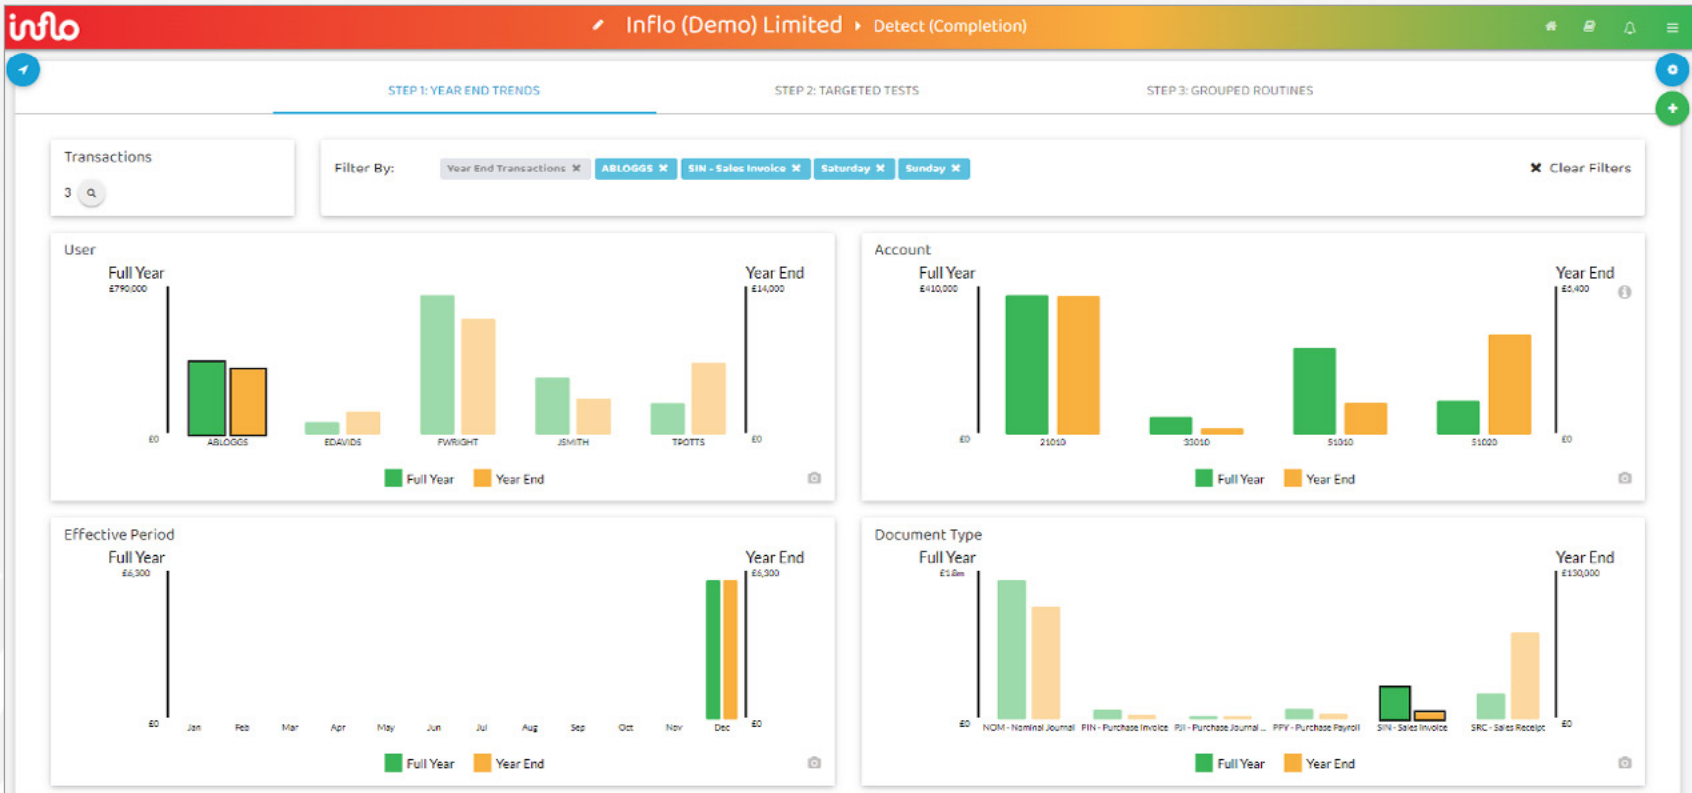 inflo
Inflo (Demo) Limited ▸ Detect (Completion)
STEP 1: YEAR END TRENDS
STEP 2: TARGETED TESTS
STEP 3: GROUPED ROUTINES
Transactions
3
Filter By:
Year End Transactions ✖ ABLOGGS ✖ SIN - Sales Invoice ✖ Saturday ✖ Sunday ✖
✖ Clear Filters
User
Full Year
£790,000
£0
Year End
£14,000
£0
ABLOGGS EDAVIDS FWRIGHT JSMITH TPOTTS
Full Year Year End
Account
Full Year
£410,000
£0
Year End
£5,400
£0
21010 33010 51010 51020
Full Year Year End
Effective Period
Full Year
£6,300
£0
Year End
£6,300
£0
Jan Feb Mar Apr May Jun Jul Aug Sep Oct Nov Dec
Full Year Year End
Document Type
Full Year
£1.8m
£0
Year End
£130,000
£0
NOM - Nominal Journal PIN - Purchase Invoice PJI - Purchase Journal ... PPY - Purchase Payroll SIN - Sales Invoice SRC - Sales Receipt
Full Year Year End